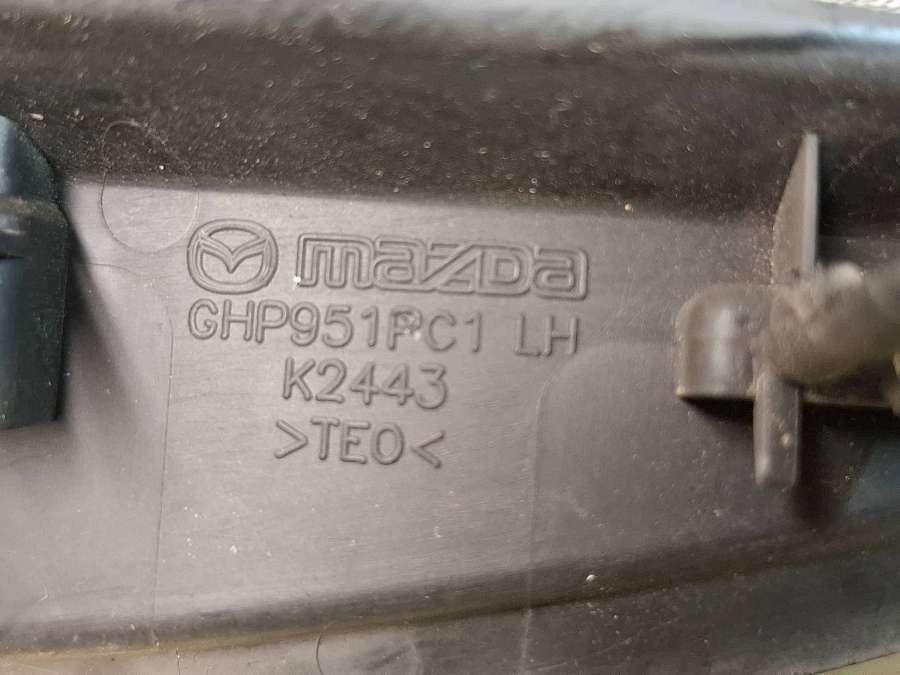 mazda
GHP951PC1 LH
K2443
>TEO<